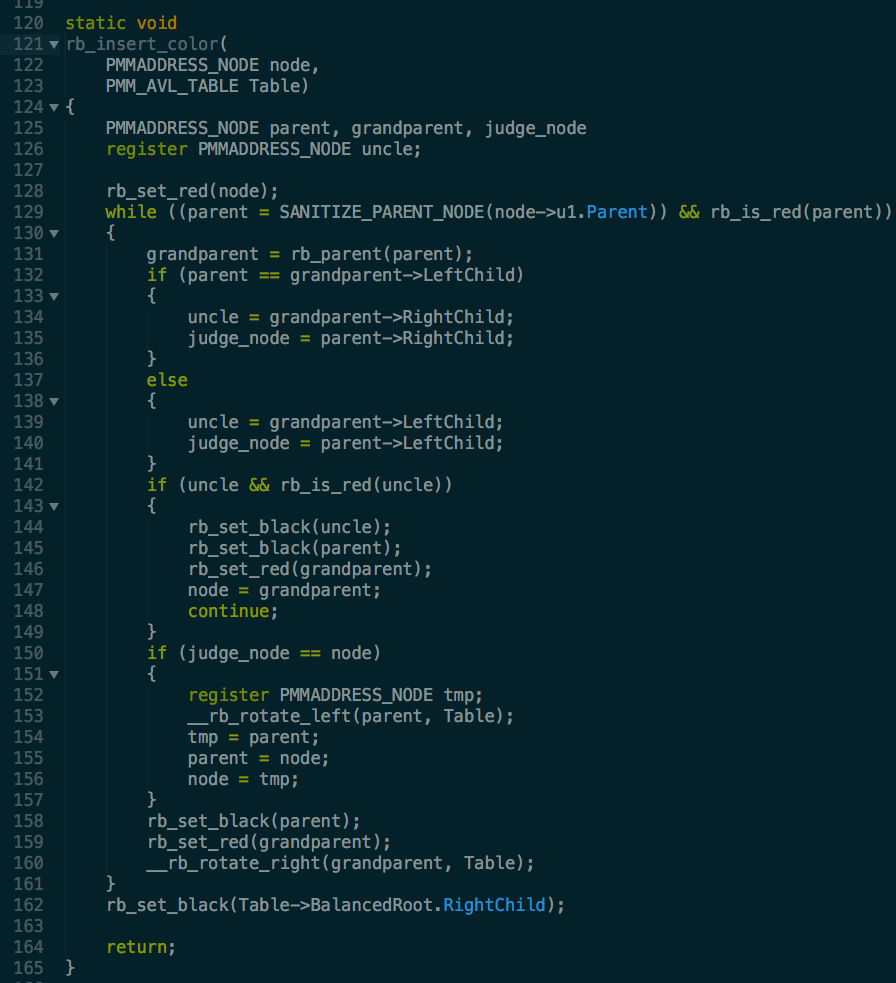 119
120 static void
121 rb_insert_color(
122     PMMADDRESS_NODE node,
123     PMM_AVL_TABLE Table)
124 {
125     PMMADDRESS_NODE parent, grandparent, judge_node
126     register PMMADDRESS_NODE uncle;
127
128     rb_set_red(node);
129     while ((parent = SANITIZE_PARENT_NODE(node->u1.Parent)) && rb_is_red(parent))
130     {
131         grandparent = rb_parent(parent);
132         if (parent == grandparent->LeftChild)
133         {
134             uncle = grandparent->RightChild;
135             judge_node = parent->RightChild;
136         }
137         else
138         {
139             uncle = grandparent->LeftChild;
140             judge_node = parent->LeftChild;
141         }
142         if (uncle && rb_is_red(uncle))
143         {
144             rb_set_black(uncle);
145             rb_set_black(parent);
146             rb_set_red(grandparent);
147             node = grandparent;
148             continue;
149         }
150         if (judge_node == node)
151         {
152             register PMMADDRESS_NODE tmp;
153             __rb_rotate_left(parent, Table);
154             tmp = parent;
155             parent = node;
156             node = tmp;
157         }
158         rb_set_black(parent);
159         rb_set_red(grandparent);
160         __rb_rotate_right(grandparent, Table);
161     }
162     rb_set_black(Table->BalancedRoot.RightChild);
163
164     return;
165 }